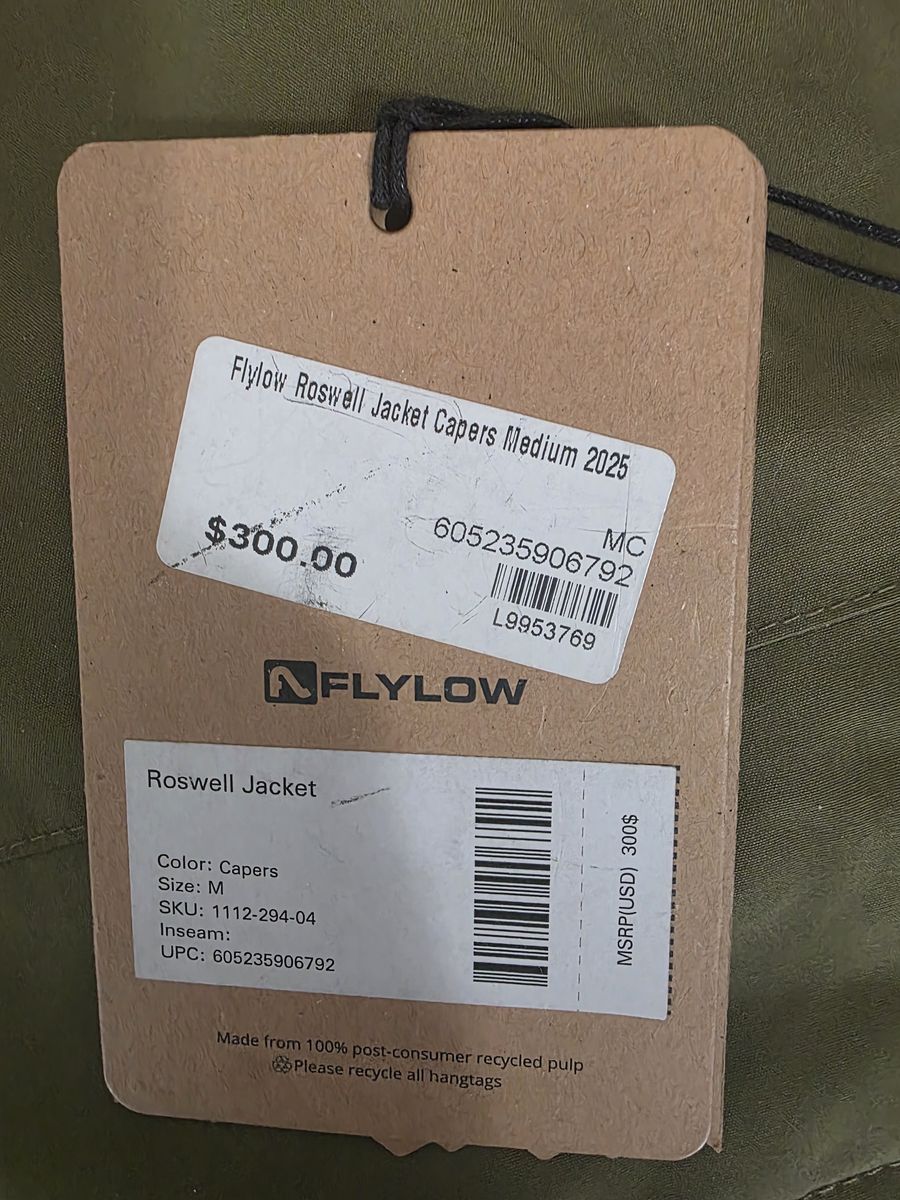 Flylow Roswell Jacket Capers Medium 2025
MC
$300.00
605235906792
L9953769
FLYLOW
Roswell Jacket
Color: Capers
Size: M
SKU: 1112-294-04
Inseam:
UPC: 605235906792
MSRP(USD) 300$
Made from 100% post-consumer recycled pulp
Please recycle all hangtags